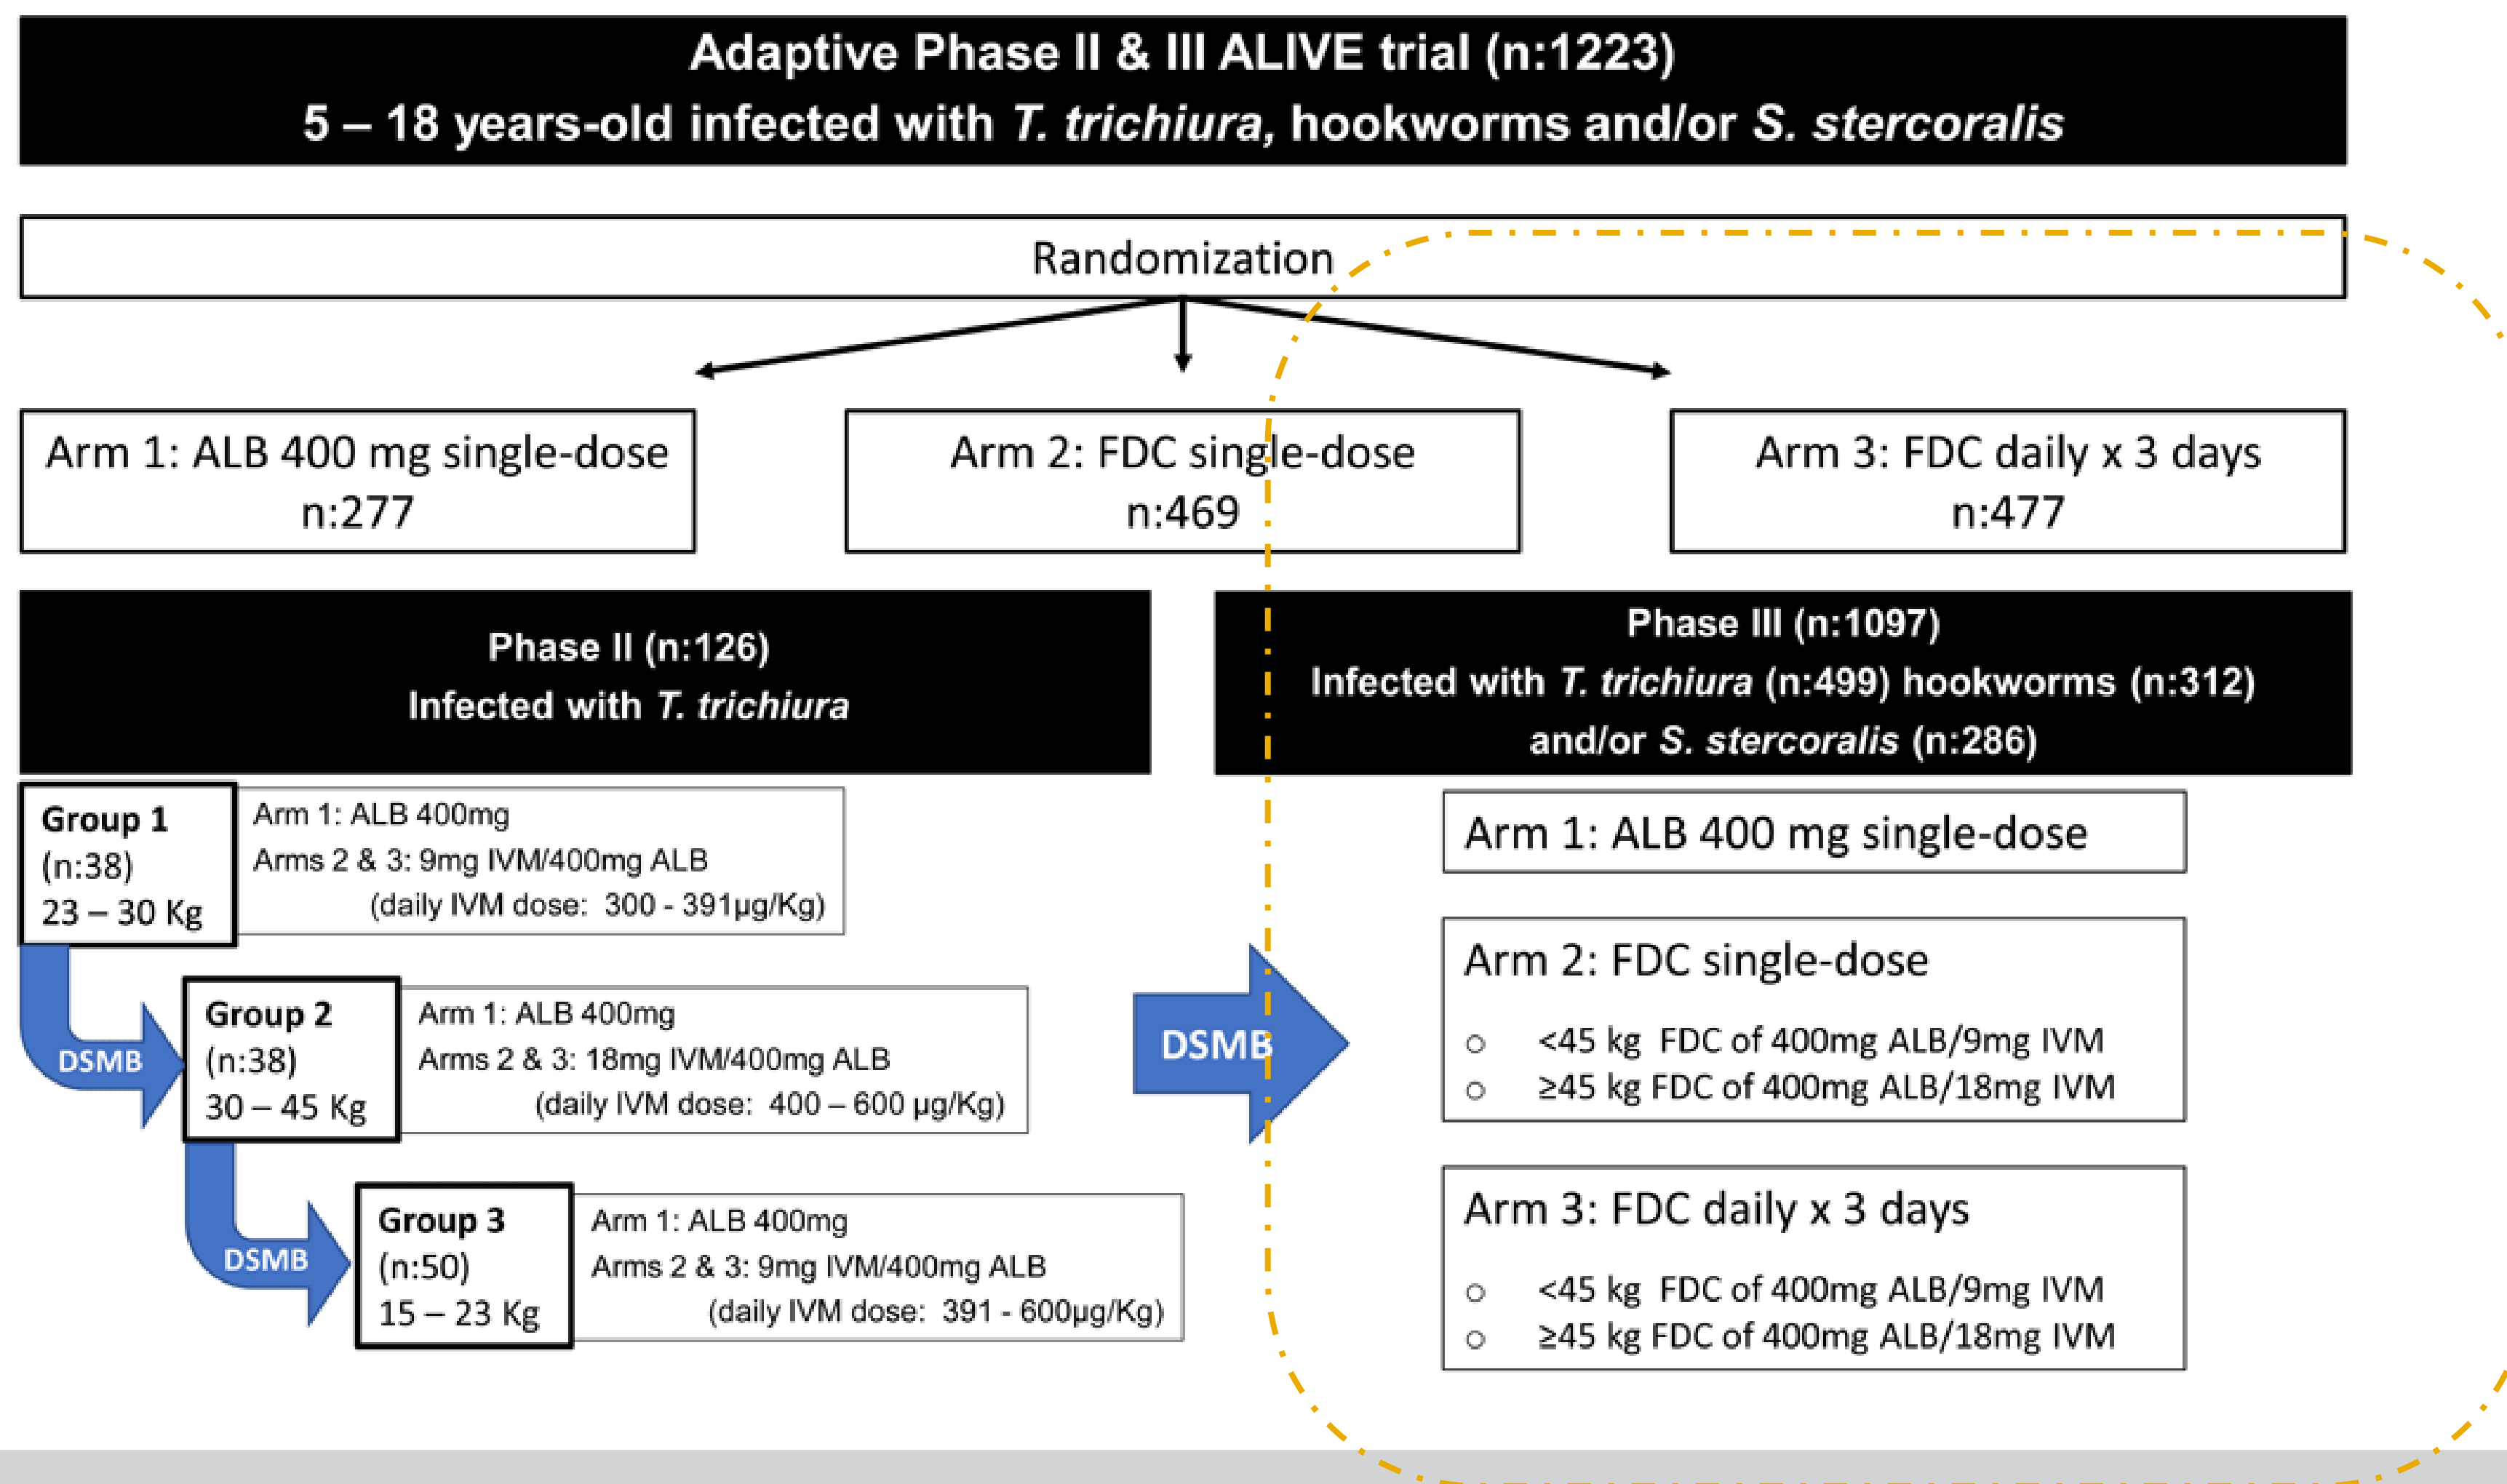 Adaptive Phase II & III ALIVE trial (n:1223)
5 – 18 years-old infected with T. trichiura, hookworms and/or S. stercoralis
Randomization
Arm 1: ALB 400 mg single-dose
n:277
Arm 2: FDC single-dose
n:469
Arm 3: FDC daily x 3 days
n:477
Phase II (n:126)
Infected with T. trichiura
Phase III (n:1097)
Infected with T. trichiura (n:499) hookworms (n:312)
and/or S. stercoralis (n:286)
Group 1
(n:38)
23 – 30 Kg
Arm 1: ALB 400mg
Arms 2 & 3: 9mg IVM/400mg ALB
(daily IVM dose: 300 - 391µg/Kg)
DSMB
Group 2
(n:38)
30 – 45 Kg
Arm 1: ALB 400mg
Arms 2 & 3: 18mg IVM/400mg ALB
(daily IVM dose: 400 – 600 µg/Kg)
DSMB
Group 3
(n:50)
15 – 23 Kg
Arm 1: ALB 400mg
Arms 2 & 3: 9mg IVM/400mg ALB
(daily IVM dose: 391 - 600µg/Kg)
DSMB
Arm 1: ALB 400 mg single-dose
Arm 2: FDC single-dose
○ <45 kg FDC of 400mg ALB/9mg IVM
○ ≥45 kg FDC of 400mg ALB/18mg IVM
Arm 3: FDC daily x 3 days
○ <45 kg FDC of 400mg ALB/9mg IVM
○ ≥45 kg FDC of 400mg ALB/18mg IVM